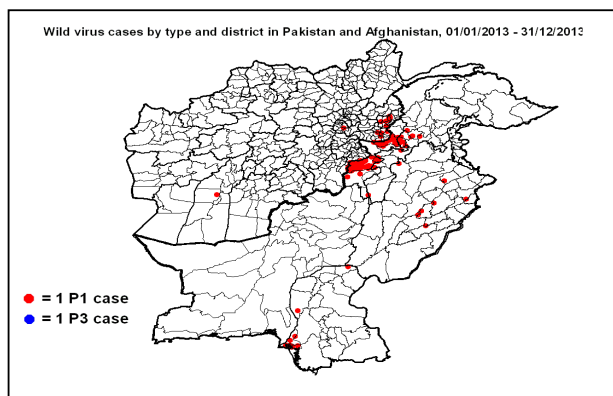 Wild virus cases by type and district in Pakistan and Afghanistan, 01/01/2013 - 31/12/2013
= 1 P1 case
= 1 P3 case